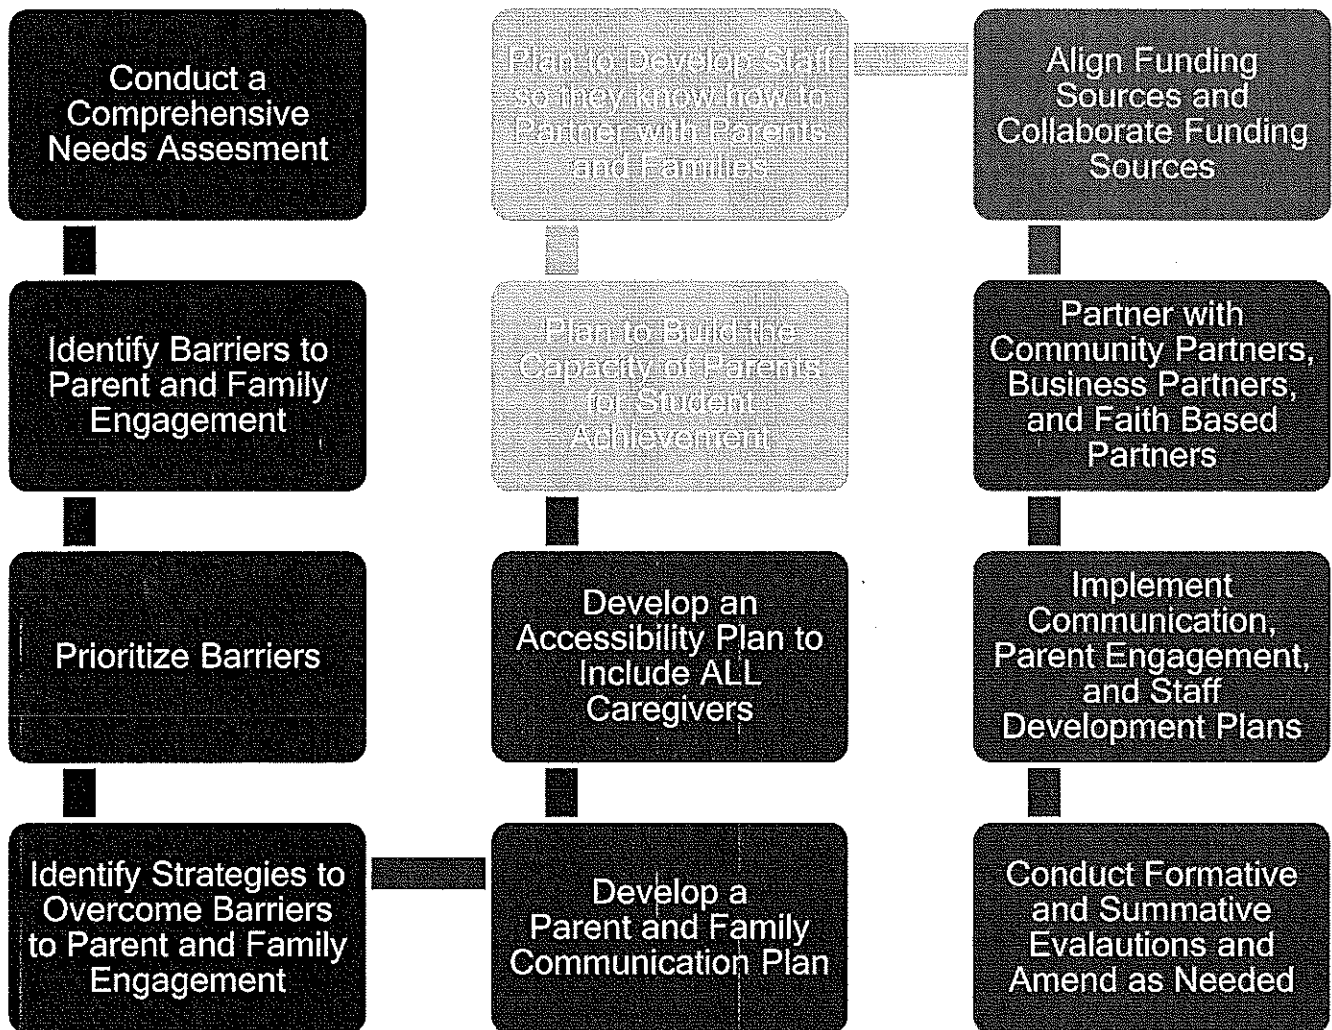 Conduct a
Comprehensive
Needs Assesment
Identify Barriers to
Parent and Family
Engagement
Prioritize Barriers
Identify Strategies to
Overcome Barriers
to Parent and Family
Engagement
Develop a
Parent and Family
Communication Plan
Develop an
Accessibility Plan to
Include ALL
Caregivers
Plan to Build the
Capacity of Parents
for Student
Achievement
Plan to Develop Staff
so they know how to
Partner with Parents
and Families
Align Funding
Sources and
Collaborate Funding
Sources
Partner with
Community Partners,
Business Partners,
and Faith Based
Partners
Implement
Communication,
Parent Engagement,
and Staff
Development Plans
Conduct Formative
and Summative
Evalautions and
Amend as Needed